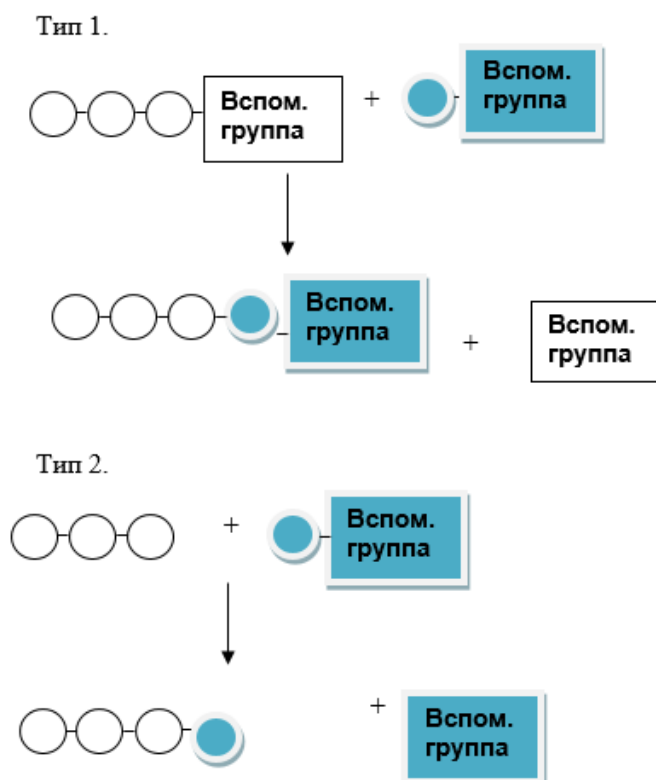 Тип 1.
Вспом.
группа
+
Вспом.
группа
Вспом.
группа
+
Вспом.
группа
Тип 2.
+
Вспом.
группа
+
Вспом.
группа